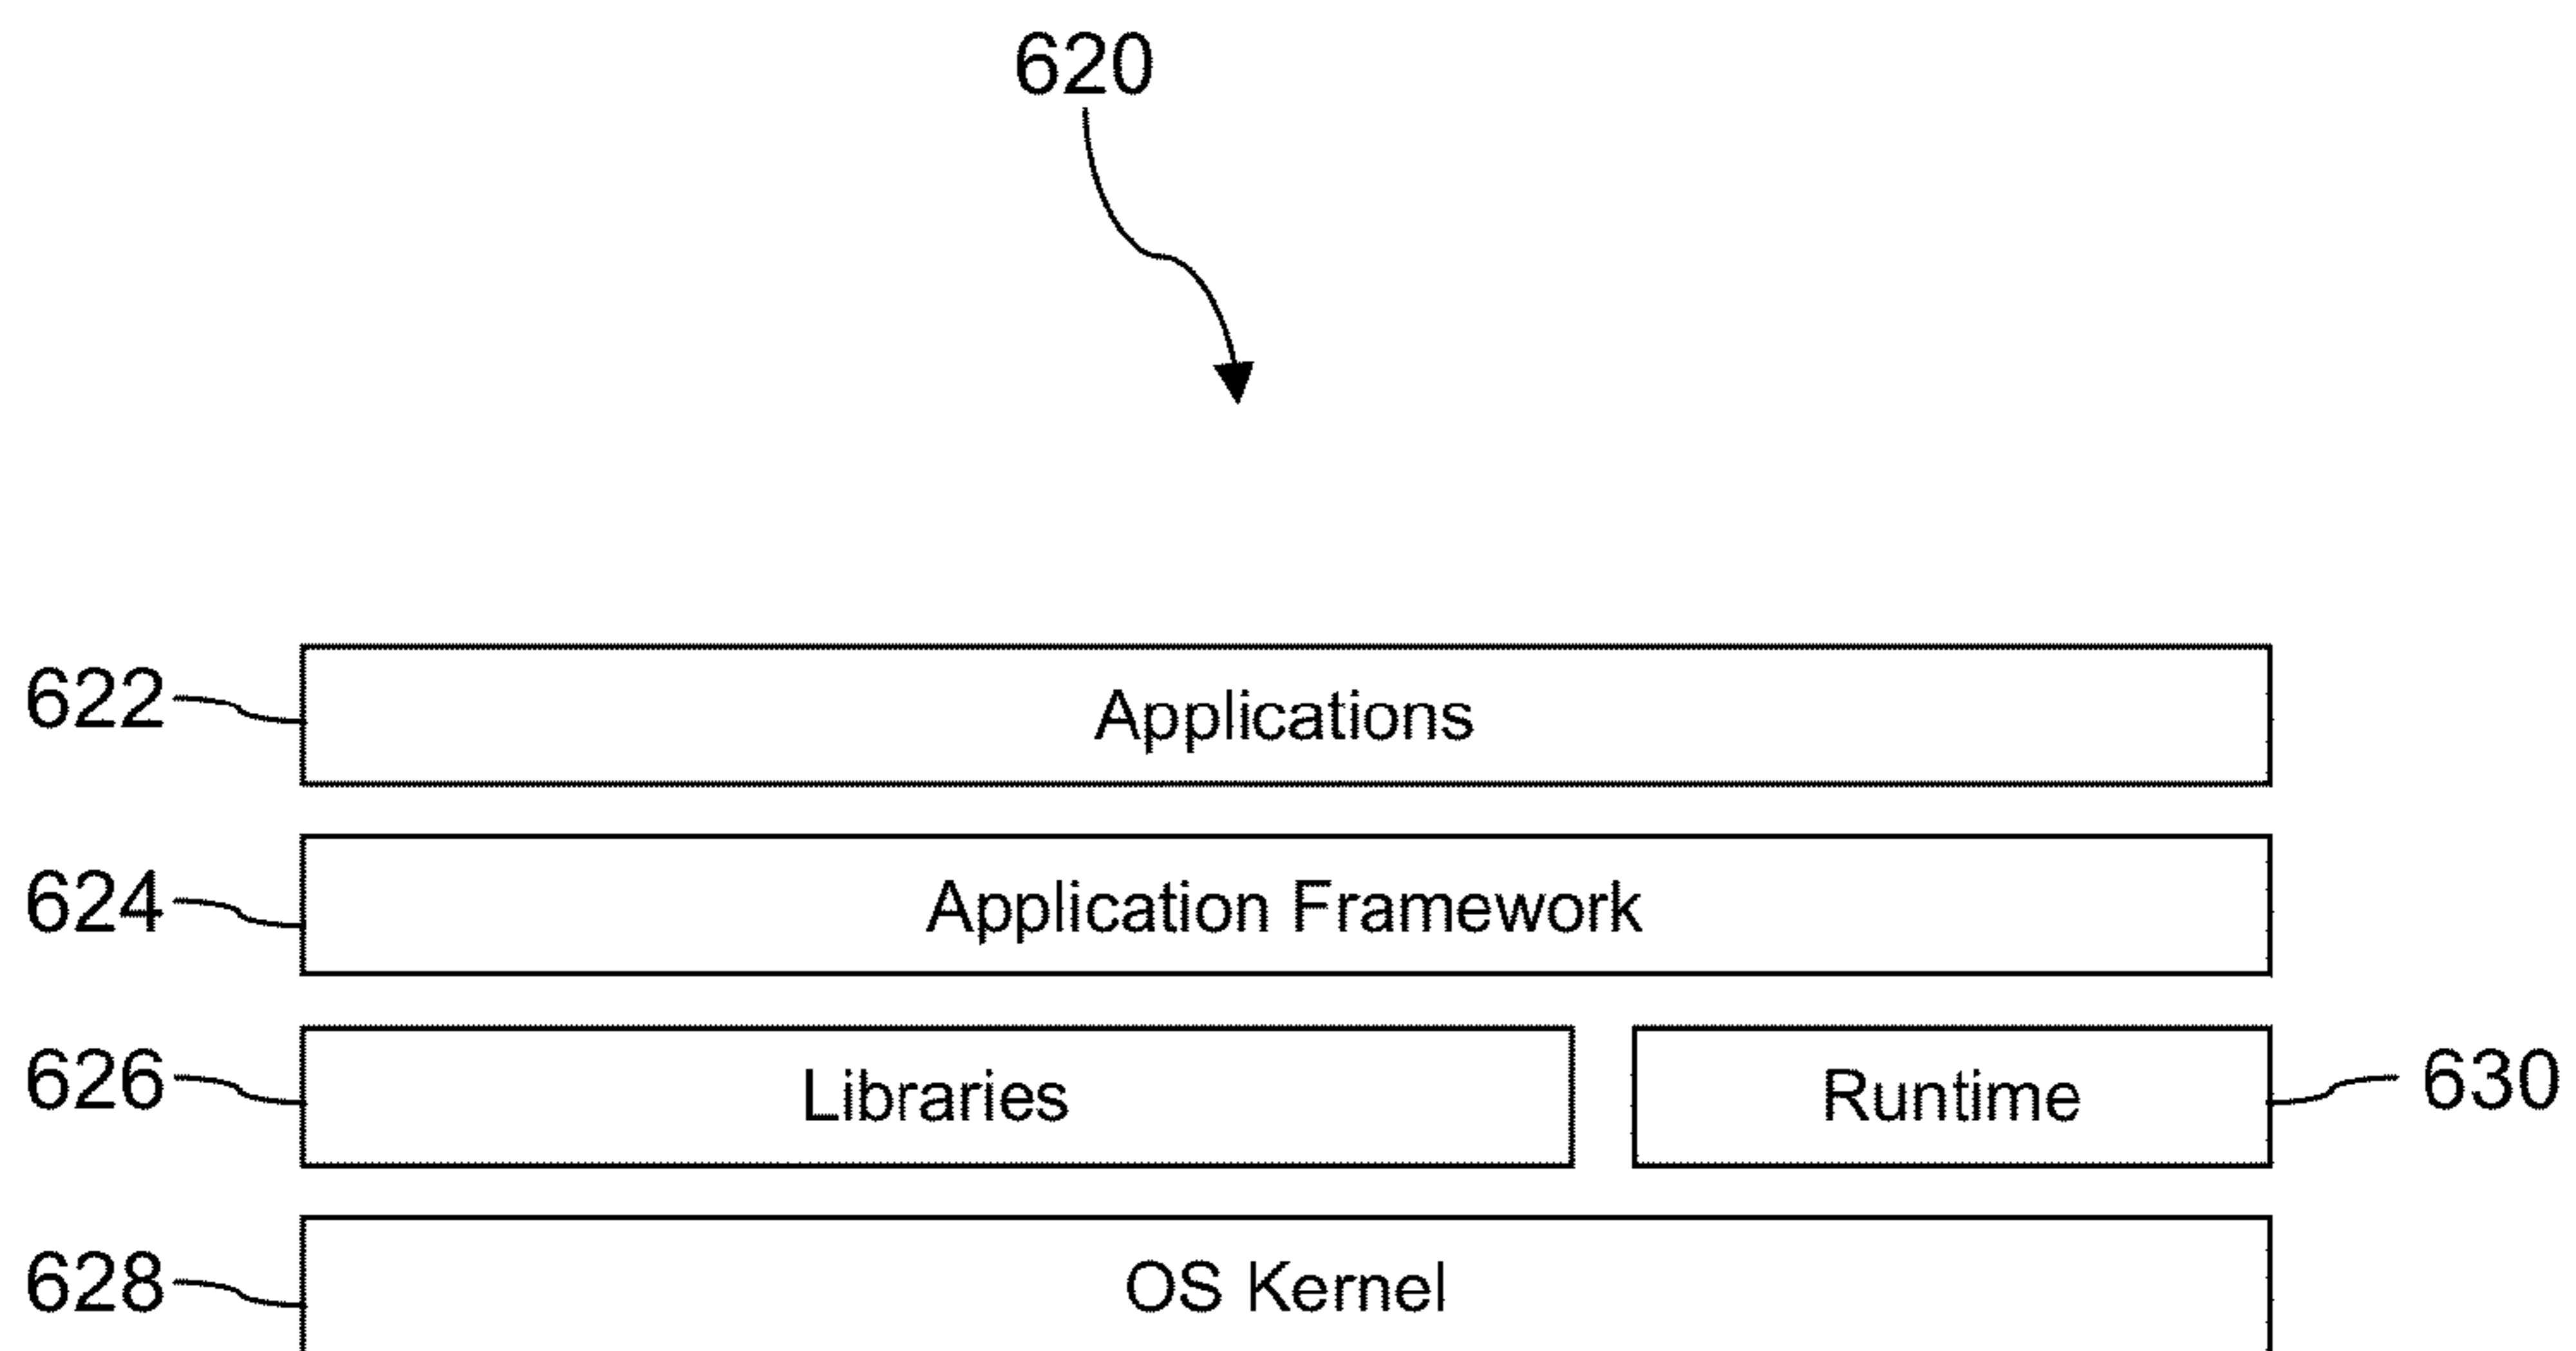 620
622 Applications
624 Application Framework
626 Libraries Runtime 630
628 OS Kernel